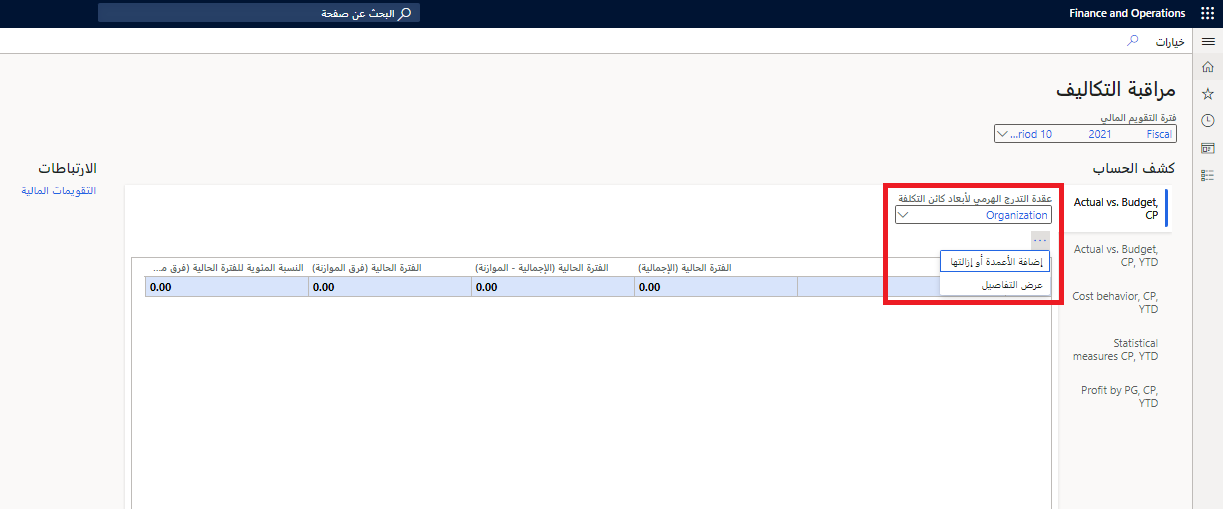 Finance and Operations
البحث عن صفحة
خيارات
مراقبة التكاليف
فترة التقويم المالي
Fiscal 2021 ...riod 10
كشف الحساب
Actual vs. Budget,
CP
Actual vs. Budget,
CP, YTD
Cost behavior, CP,
YTD
Statistical
measures CP, YTD
Profit by PG, CP,
YTD
عقدة التدرج الهرمي لأبعاد كائن التكلفة
Organization
...
إضافة الأعمدة أو إزالتها
عرض التفاصيل
الفترة الحالية (الإجمالية) الفترة الحالية (الإجمالية - الموازنة) الفترة الحالية (فرق الموازنة) النسبة المئوية للفترة الحالية (فرق م...
0.00 0.00 0.00 0.00
الارتباطات
التقويمات المالية